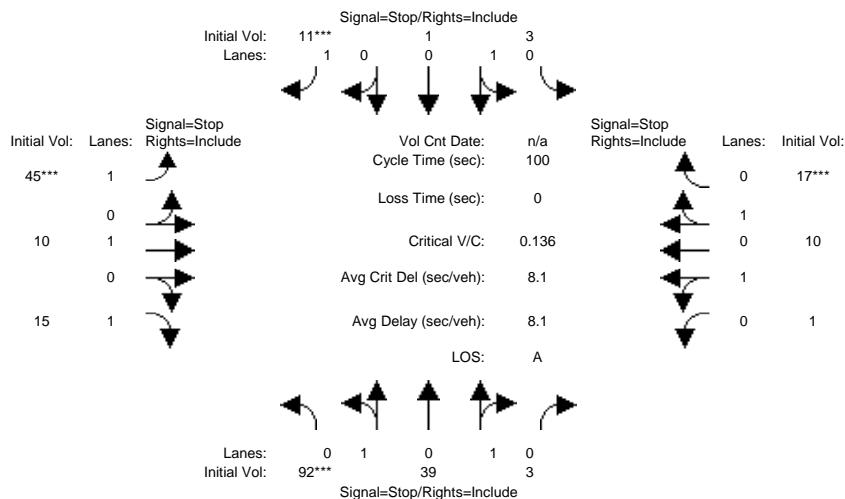 Signal=Stop/Rights=Include
Initial Vol: 11*** 1 3
Lanes: 1 0 0 1 0
Signal=Stop
Initial Vol: Lanes: Rights=Include
Vol Cnt Date: n/a
Signal=Stop
Rights=Include Lanes: Initial Vol:
Cycle Time (sec): 100
45*** 1
0 17***
Loss Time (sec): 0
0
1
10 1
Critical V/C: 0.136
0 10
0
Avg Crit Del (sec/veh): 8.1
1
15 1
Avg Delay (sec/veh): 8.1
0 1
LOS: A
Lanes: 0 1 0 1 0
Initial Vol: 92*** 39 3
Signal=Stop/Rights=Include